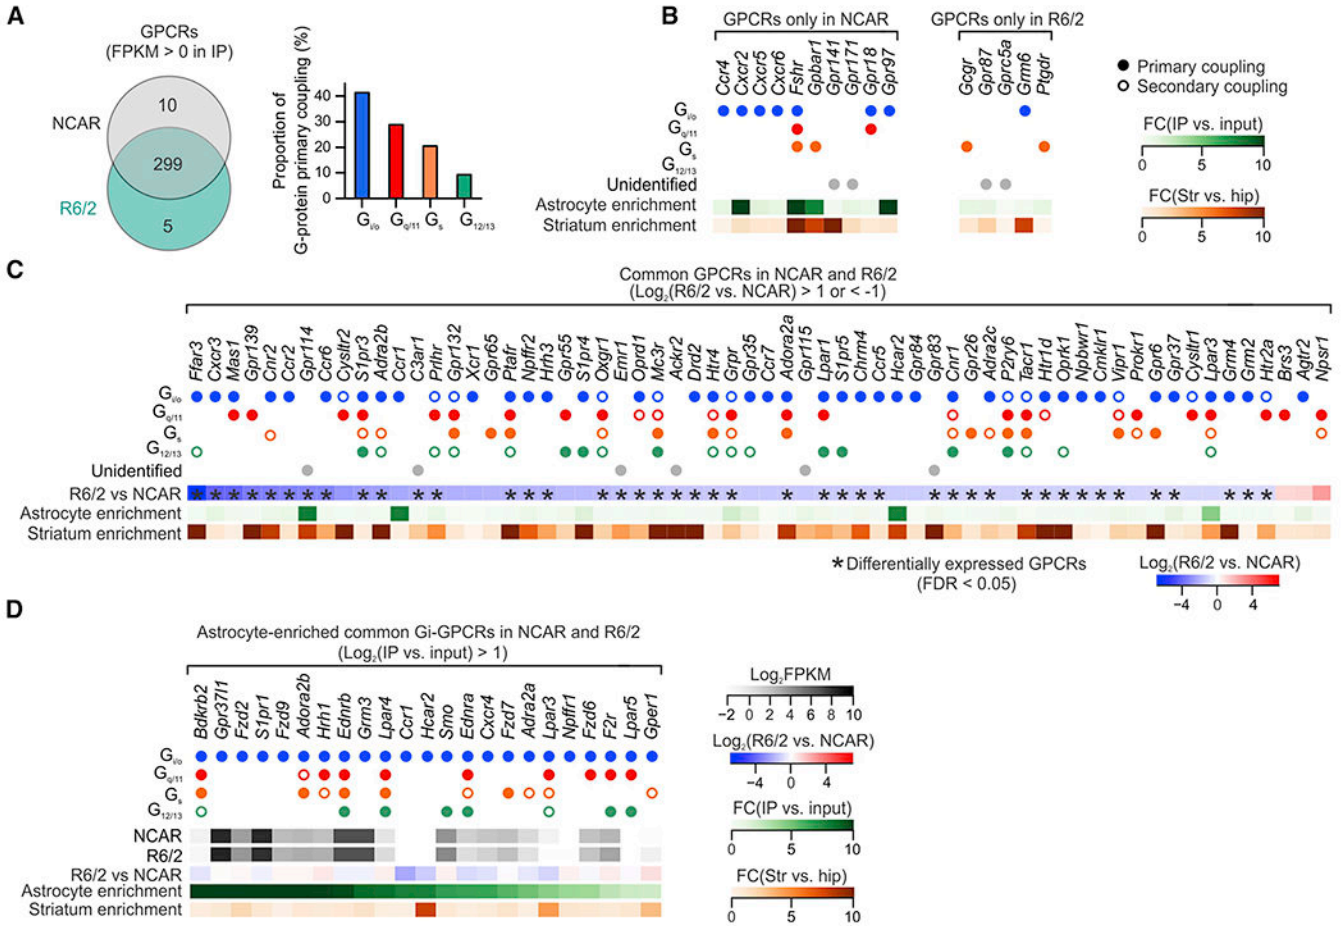 A
GPCRs
(FPKM > 0 in IP)
NCAR
10
299
R6/2
5
Proportion of
G-protein primary coupling (%)
40
30
20
10
0
Gi/o
Gq/11
Gs
G12/13
B
GPCRs only in NCAR
GPCRs only in R6/2
Ccr4
Cxcr2
Cxcr5
Cxcr6
Fshr
Gpbar1
Gpr141
Gpr171
Gpr18
Gpr97
Gcgr
Gpr87
Gprc5a
Grm6
Ptgdr
Gi/o
Gq/11
Gs
G12/13
Unidentified
Astrocyte enrichment
Striatum enrichment
Primary coupling
Secondary coupling
FC(IP vs. input)
0 5 10
FC(Str vs. hip)
0 5 10
C
Common GPCRs in NCAR and R6/2
(Log2(R6/2 vs. NCAR) > 1 or < -1)
Ffar3
Cxcr3
Mas1
Gpr139
Cnr2
Ccr2
Gpr114
Ccr6
Cysltr2
S1pr3
Adra2b
Ccr1
C3ar1
Prlhr
Gpr132
Xcr1
Gpr65
Ptafr
Npffr2
Hrh3
Gpr55
S1pr4
Oxgr1
Emr1
Oprd1
Mc3r
Ackr2
Drd2
Htr4
Grpr
Gpr35
Ccr7
Adora2a
Gpr115
Lpar1
S1pr5
Chrm4
Ccr5
Hcar2
Gpr84
Gpr83
Cnr1
Gpr26
Adra2c
P2ry6
Tacr1
Htr1d
Oprk1
Npbwr1
Cmklr1
Vipr1
Prokr1
Gpr6
Gpr37
Cysltr1
Lpar3
Grm4
Grm2
Htr2a
Brs3
Agtr2
Npsr1
Gi/o
Gq/11
Gs
G12/13
Unidentified
R6/2 vs NCAR
Astrocyte enrichment
Striatum enrichment
* Differentially expressed GPCRs
(FDR < 0.05)
Log2(R6/2 vs. NCAR)
−4 0 4
D
Astrocyte-enriched common Gi-GPCRs in NCAR and R6/2
(Log2(IP vs. input) > 1)
Bdkrb2
Gpr37l1
Fzd2
S1pr1
Fzd9
Adora2b
Hrh1
Ednrb
Grm3
Lpar4
Ccr1
Hcar2
Smo
Ednra
Cxcr4
Fzd7
Adra2a
Lpar3
Npffr1
Fzd6
F2r
Lpar5
Gper1
Gi/o
Gq/11
Gs
G12/13
NCAR
R6/2
R6/2 vs NCAR
Astrocyte enrichment
Striatum enrichment
Log2FPKM
−2 0 2 4 6 8 10
Log2(R6/2 vs. NCAR)
−4 0 4
FC(IP vs. input)
0 5 10
FC(Str vs. hip)
0 5 10